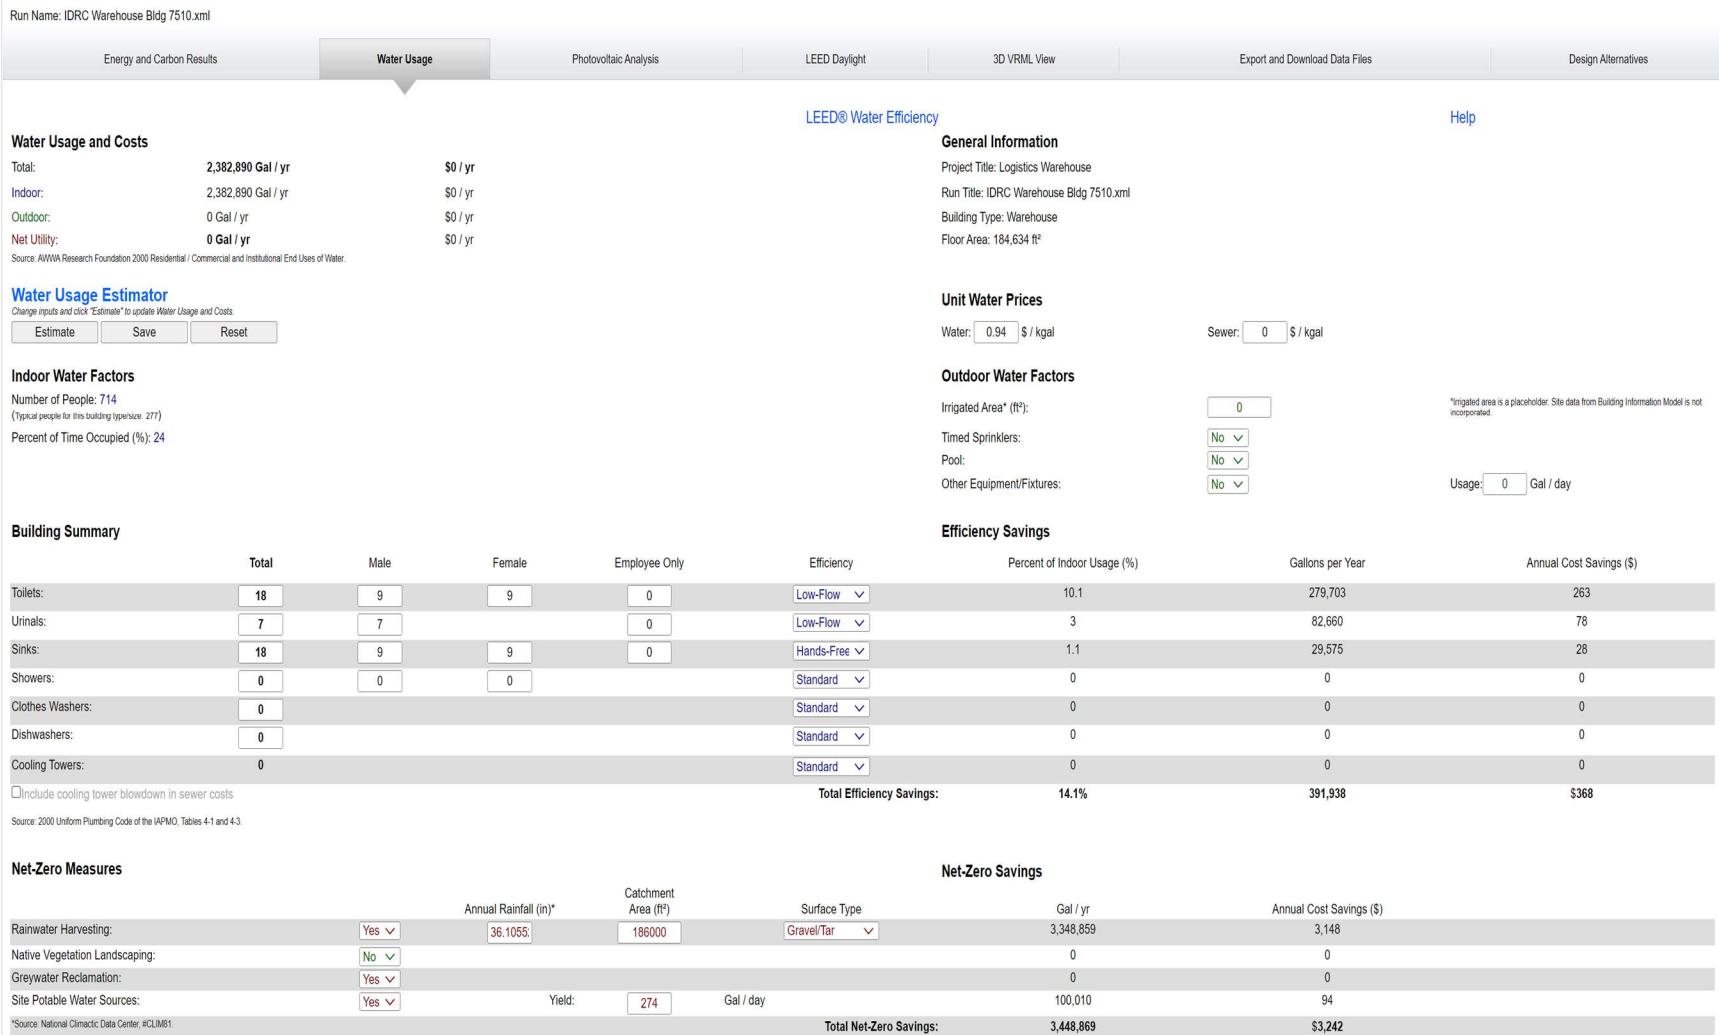 Run Name: IDRC Warehouse Bldg 7510.xml
Energy and Carbon Results Water Usage Photovoltaic Analysis LEED Daylight 3D VRML View Export and Download Data Files Design Alternatives
LEED® Water Efficiency Help
Water Usage and Costs General Information
Total: 2,382,890 Gal / yr $0 / yr Project Title: Logistics Warehouse
Indoor: 2,382,890 Gal / yr $0 / yr Run Title: IDRC Warehouse Bldg 7510.xml
Outdoor: 0 Gal / yr $0 / yr Building Type: Warehouse
Net Utility: 0 Gal / yr $0 / yr Floor Area: 184,634 ft²
Source: AWWA Research Foundation 2000 Residential / Commercial and Institutional End Uses of Water.
Water Usage Estimator Unit Water Prices
Change inputs and click "Estimate" to update Water Usage and Costs.
Estimate Save Reset Water: 0.94 $ / kgal Sewer: 0 $ / kgal
Indoor Water Factors Outdoor Water Factors
Number of People: 714 Irrigated Area* (ft²): 0 *Irrigated area is a placeholder. Site data from Building Information Model is not
(Typical people for this building type/size: 277) incorporated.
Percent of Time Occupied (%): 24 Timed Sprinklers: No
Pool: No
Other Equipment/Fixtures: No Usage: 0 Gal / day
Building Summary Efficiency Savings
Total Male Female Employee Only Efficiency Percent of Indoor Usage (%) Gallons per Year Annual Cost Savings ($)
Toilets: 18 9 9 0 Low-Flow 10.1 279,703 263
Urinals: 7 7 0 Low-Flow 3 82,660 78
Sinks: 18 9 9 0 Hands-Free 1.1 29,575 28
Showers: 0 0 0 Standard 0 0 0
Clothes Washers: 0 Standard 0 0 0
Dishwashers: 0 Standard 0 0 0
Cooling Towers: 0 Standard 0 0 0
Include cooling tower blowdown in sewer costs Total Efficiency Savings: 14.1% 391,938 $368
Source: 2000 Uniform Plumbing Code of the IAPMO, Tables 4-1 and 4-3.
Net-Zero Measures Net-Zero Savings
Annual Rainfall (in)* Catchment Area (ft²) Surface Type Gal / yr Annual Cost Savings ($)
Rainwater Harvesting: Yes 36.1055 186000 Gravel/Tar 3,348,859 3,148
Native Vegetation Landscaping: No 0 0
Greywater Reclamation: Yes 0 0
Site Potable Water Sources: Yes Yield: 274 Gal / day 100,010 94
*Source: National Climactic Data Center, #CLIM81. Total Net-Zero Savings: 3,448,869 $3,242